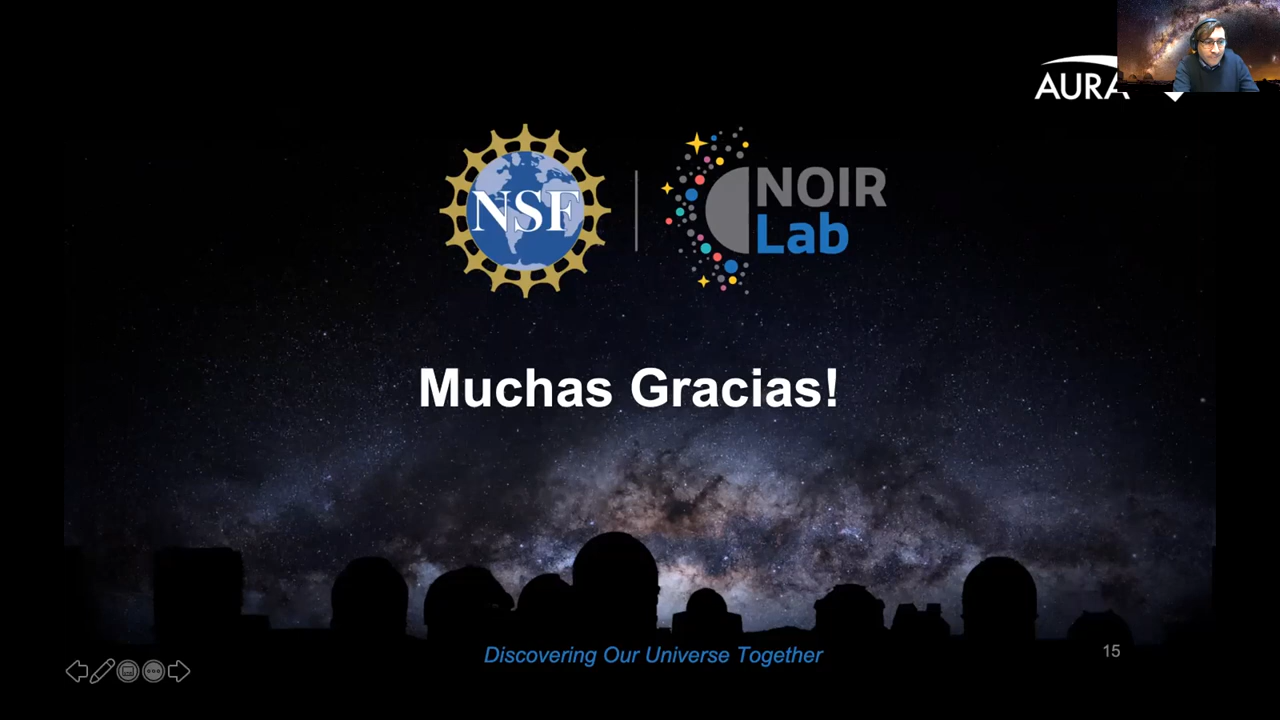 AURA
NSF
NOIR
Lab
Muchas Gracias!
Discovering Our Universe Together
15